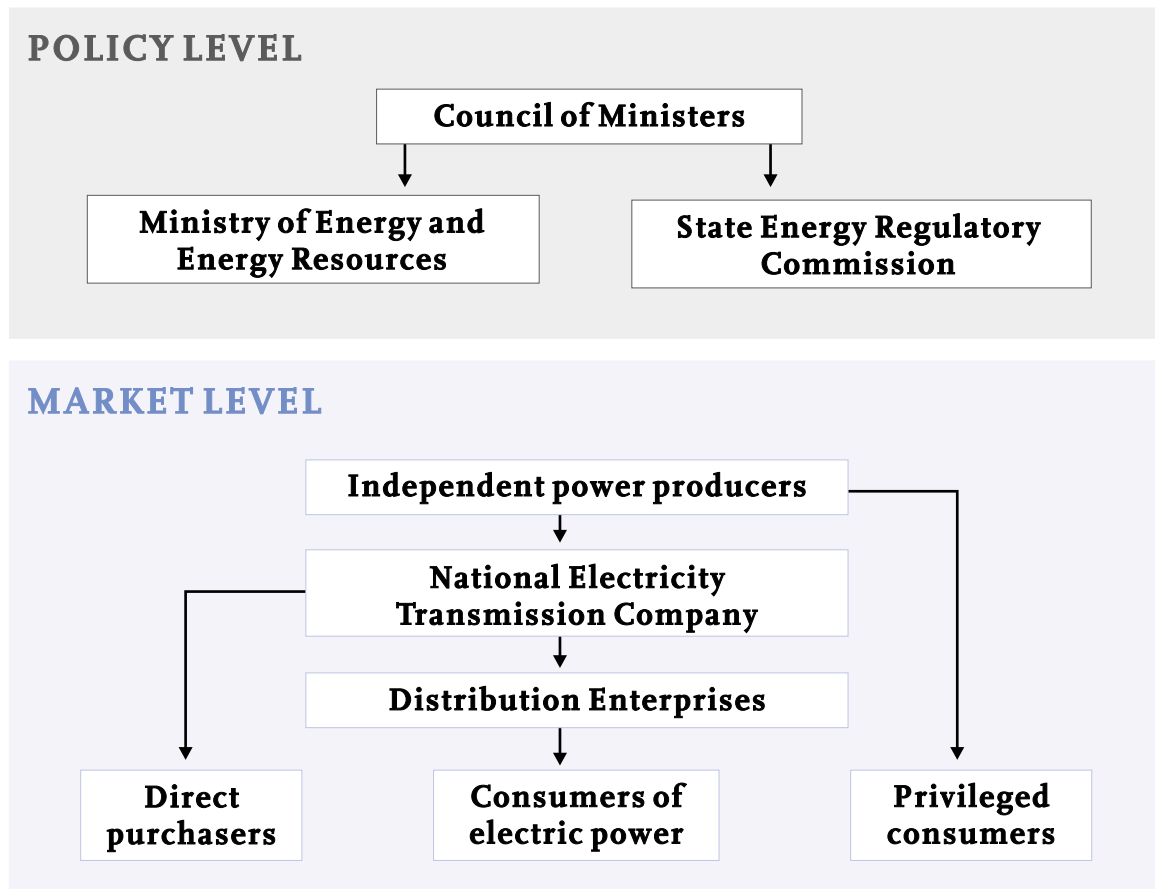 POLICY LEVEL
Council of Ministers
Ministry of Energy and
Energy Resources
State Energy Regulatory
Commission
MARKET LEVEL
Independent power producers
National Electricity
Transmission Company
Distribution Enterprises
Direct
purchasers
Consumers of
electric power
Privileged
consumers